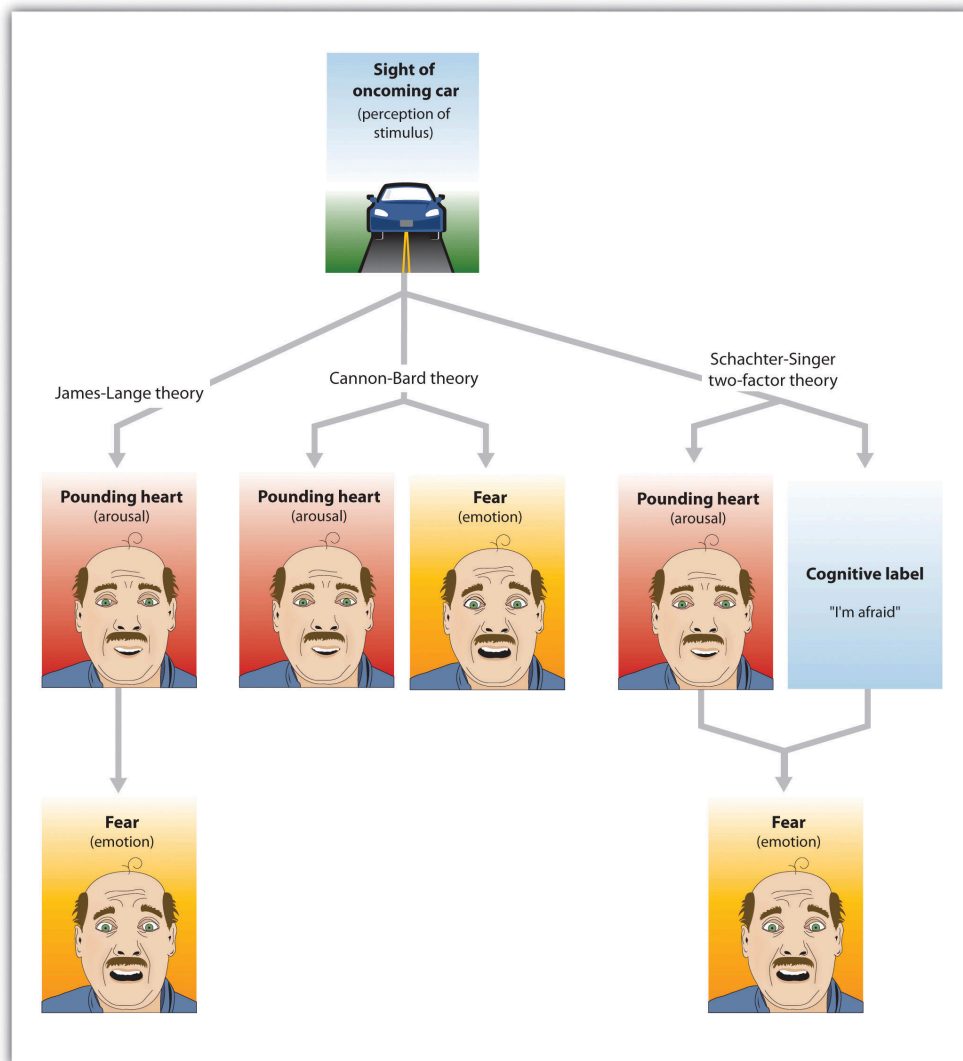 Sight of
oncoming car
(perception of
stimulus)
James-Lange theory
Cannon-Bard theory
Schachter-Singer
two-factor theory
Pounding heart
(arousal)
Pounding heart
(arousal)
Fear
(emotion)
Pounding heart
(arousal)
Cognitive label
"I'm afraid"
Fear
(emotion)
Fear
(emotion)